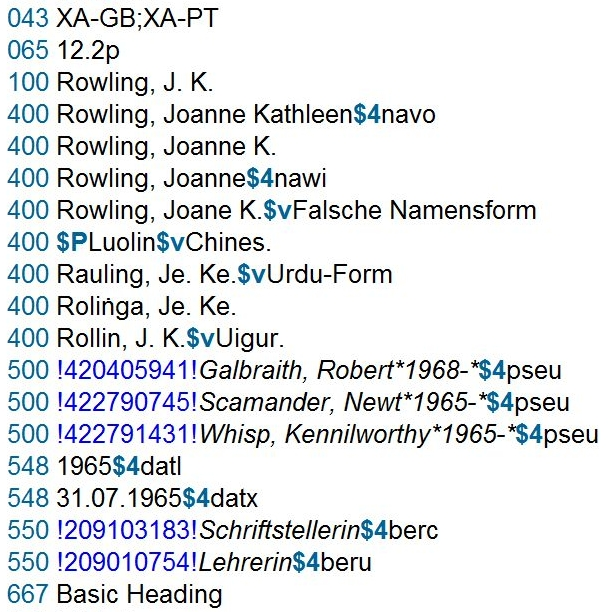 043 XA-GB;XA-PT
065 12.2p
100 Rowling, J. K.
400 Rowling, Joanne Kathleen$4navo
400 Rowling, Joanne K.
400 Rowling, Joanne$4nawi
400 Rowling, Joane K.$vFalsche Namensform
400 $PLuolin$vChines.
400 Rauling, Je. Ke.$vUrdu-Form
400 Roliṅga, Je. Ke.
400 Rollin, J. K.$vUigur.
500 !420405941!Galbraith, Robert*1968-*$4pseu
500 !422790745!Scamander, Newt*1965-*$4pseu
500 !422791431!Whisp, Kennilworthy*1965-*$4pseu
548 1965$4datl
548 31.07.1965$4datx
550 !209103183!Schriftstellerin$4berc
550 !209010754!Lehrerin$4beru
667 Basic Heading